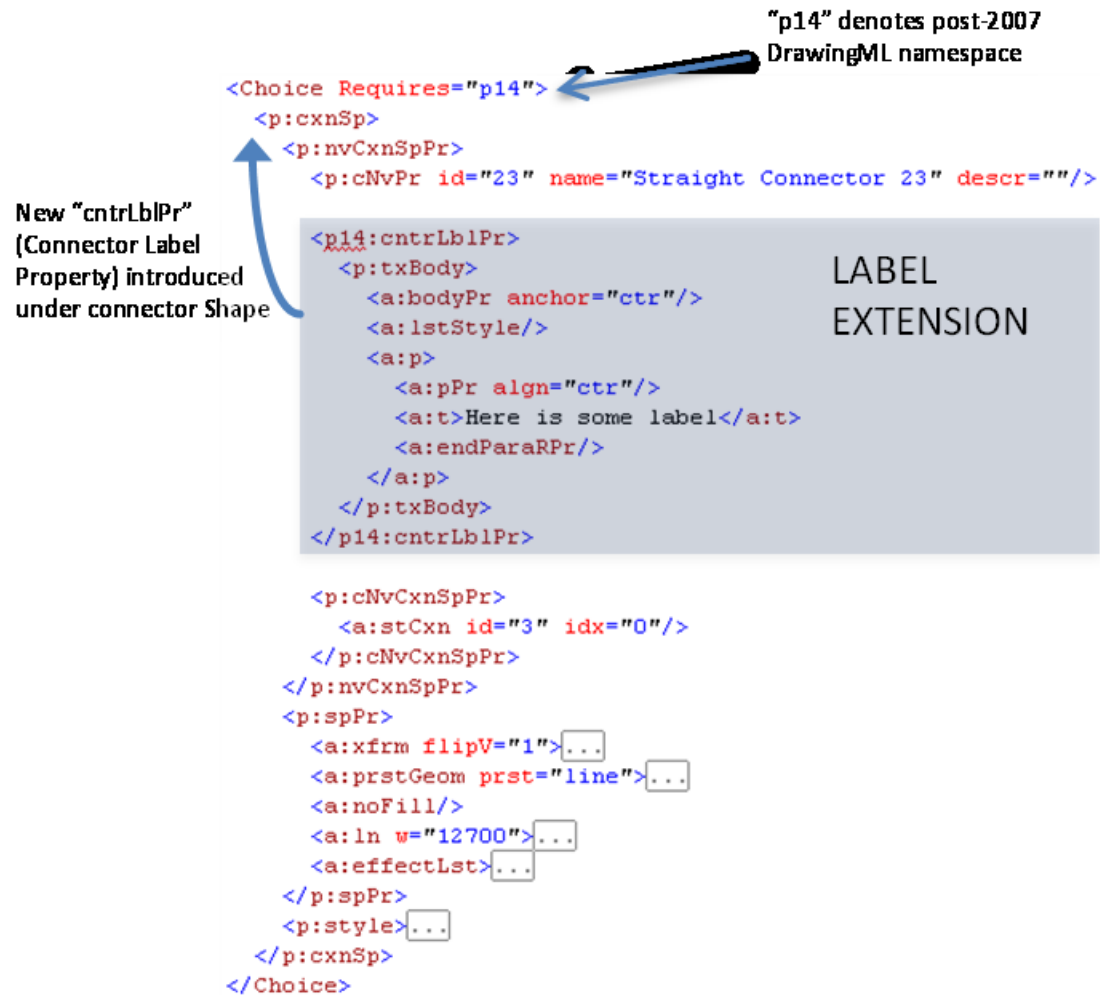 “p14” denotes post-2007
DrawingML namespace
<Choice Requires="p14">
<p:cxnSp>
<p:nvCxnSpPr>
<p:cNvPr id="23" name="Straight Connector 23" descr=""/>
New “cntrLblPr”
(Connector Label
Property) introduced
under connector Shape
<p14:cntrLblPr>
<p:txBody>
<a:bodyPr anchor="ctr"/>
<a:lstStyle/>
<a:p>
<a:pPr algn="ctr"/>
<a:t>Here is some label</a:t>
<a:endParaRPr/>
</a:p>
</p:txBody>
</p14:cntrLblPr>
LABEL
EXTENSION
<p:cNvCxnSpPr>
<a:stCxn id="3" idx="0"/>
</p:cNvCxnSpPr>
</p:nvCxnSpPr>
<p:spPr>
<a:xfrm flipV="1">...
<a:prstGeom prst="line">...
<a:noFill/>
<a:ln w="12700">...
<a:effectLst>...
</p:spPr>
<p:style>...
</p:cxnSp>
</Choice>